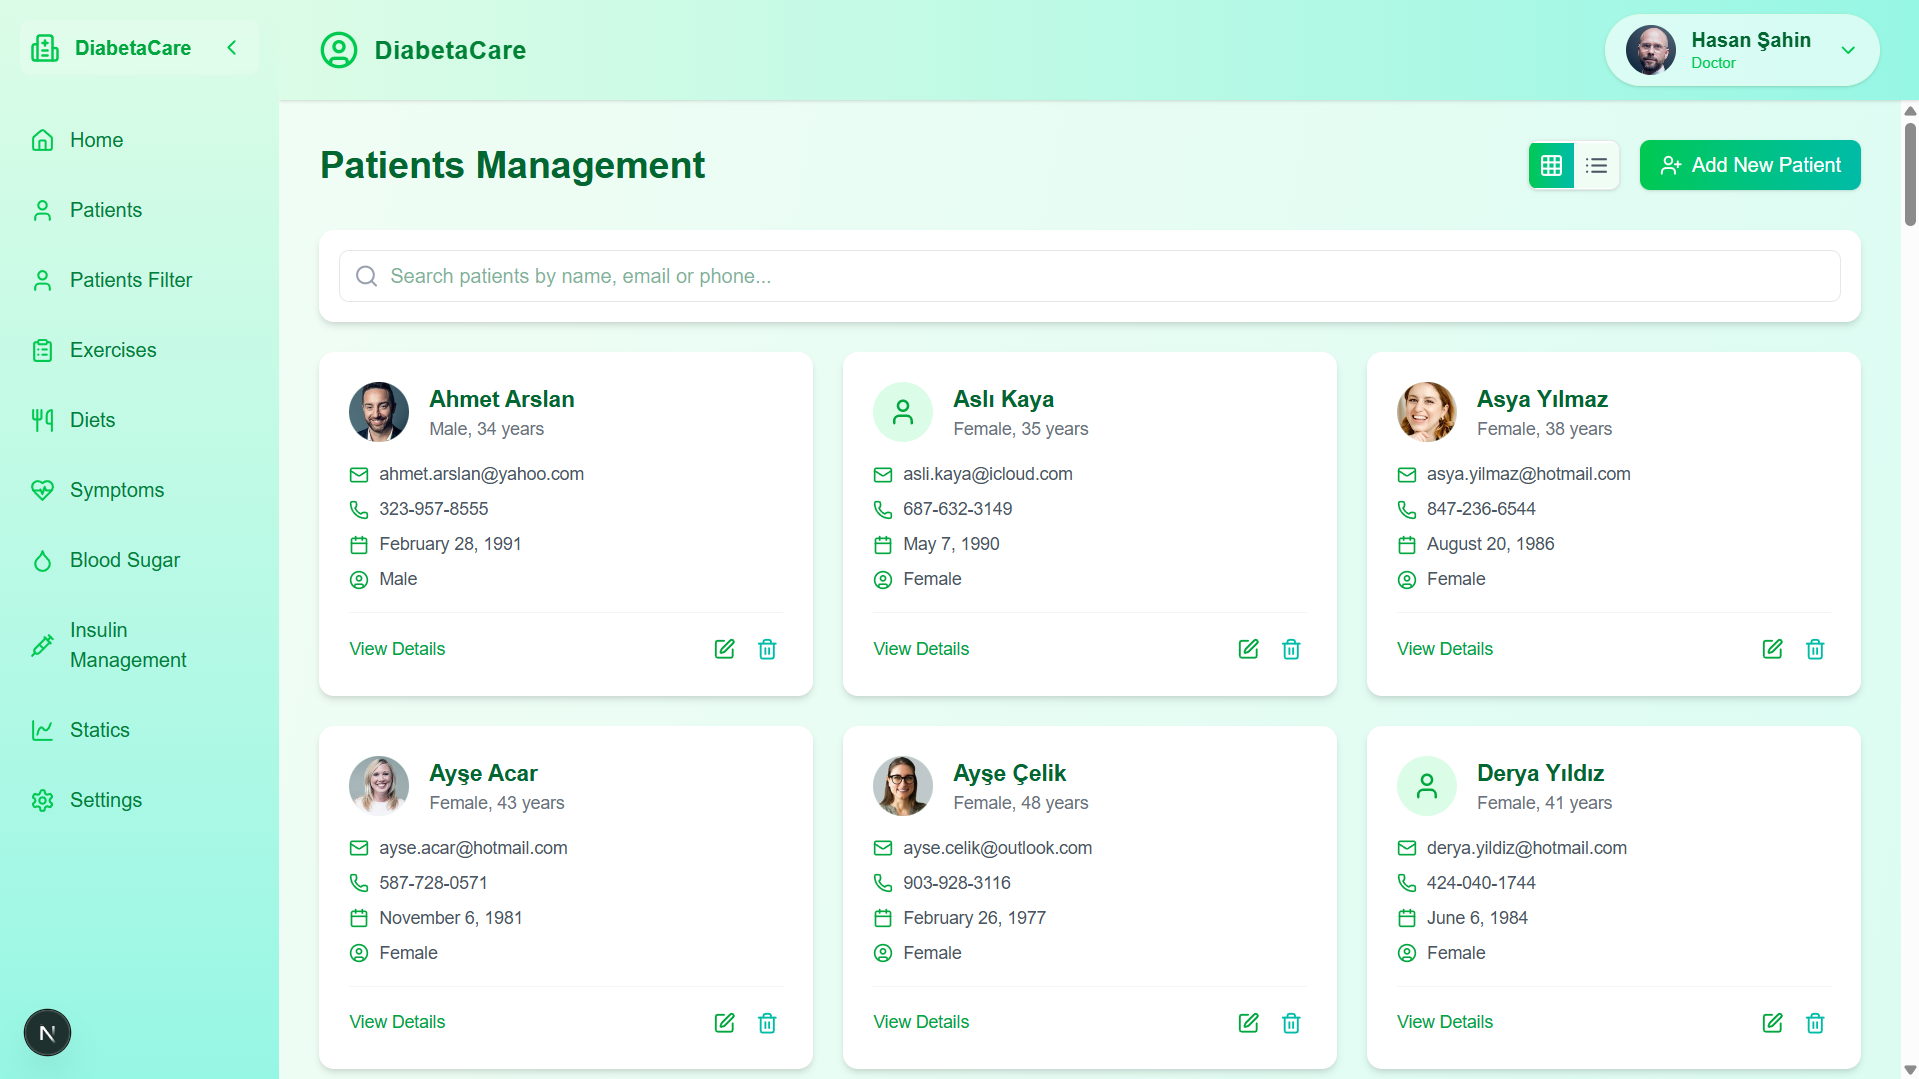 DiabetaCare
DiabetaCare
Hasan Şahin
Doctor
Home
Patients
Patients Filter
Exercises
Diets
Symptoms
Blood Sugar
Insulin
Management
Statics
Settings
N
Patients Management
Add New Patient
Search patients by name, email or phone...
Ahmet Arslan
Male, 34 years
ahmet.arslan@yahoo.com
323-957-8555
February 28, 1991
Male
View Details
Aslı Kaya
Female, 35 years
asli.kaya@icloud.com
687-632-3149
May 7, 1990
Female
View Details
Asya Yılmaz
Female, 38 years
asya.yilmaz@hotmail.com
847-236-6544
August 20, 1986
Female
View Details
Ayşe Acar
Female, 43 years
ayse.acar@hotmail.com
587-728-0571
November 6, 1981
Female
View Details
Ayşe Çelik
Female, 48 years
ayse.celik@outlook.com
903-928-3116
February 26, 1977
Female
View Details
Derya Yıldız
Female, 41 years
derya.yildiz@hotmail.com
424-040-1744
June 6, 1984
Female
View Details